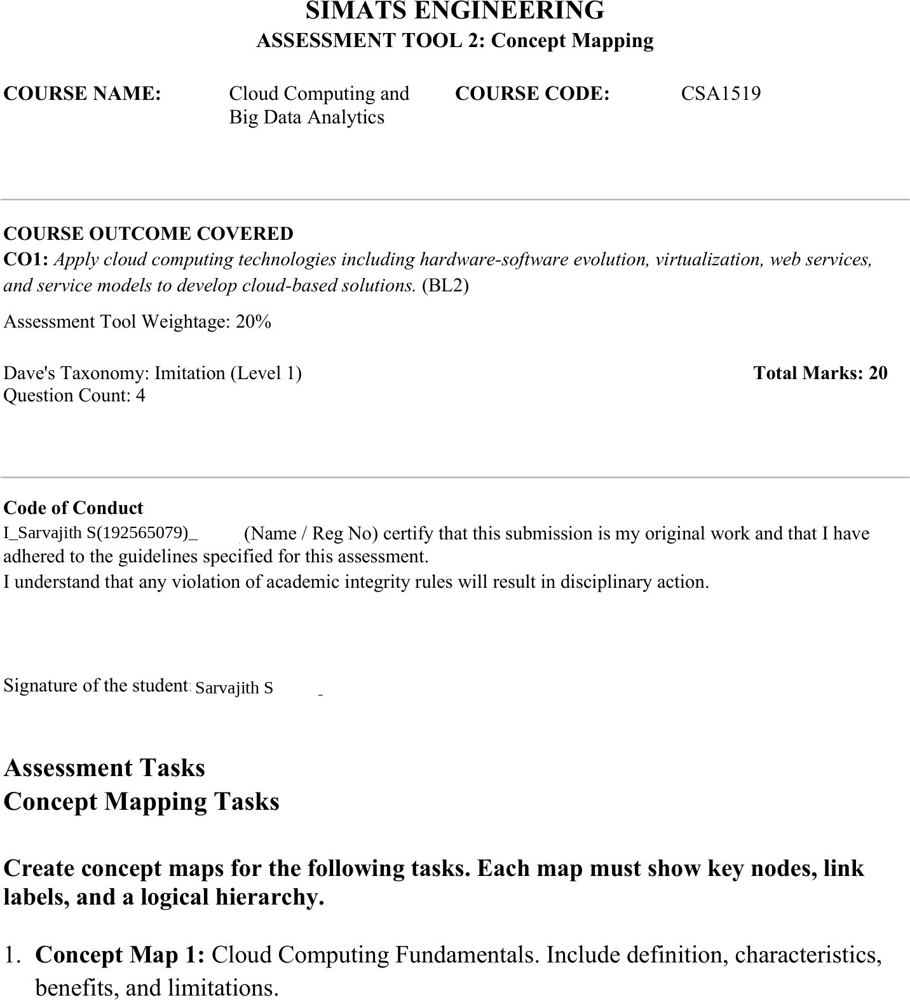 SIMATS ENGINEERING
ASSESSMENT TOOL 2: Concept Mapping
COURSE NAME: Cloud Computing and COURSE CODE: CSA1519
Big Data Analytics
COURSE OUTCOME COVERED
CO1: Apply cloud computing technologies including hardware-software evolution, virtualization, web services,
and service models to develop cloud-based solutions. (BL2)
Assessment Tool Weightage: 20%
Dave's Taxonomy: Imitation (Level 1) Total Marks: 20
Question Count: 4
Code of Conduct
I_Sarvajith S(192565079)_ (Name / Reg No) certify that this submission is my original work and that I have
adhered to the guidelines specified for this assessment.
I understand that any violation of academic integrity rules will result in disciplinary action.
Signature of the student: Sarvajith S _
Assessment Tasks
Concept Mapping Tasks
Create concept maps for the following tasks. Each map must show key nodes, link
labels, and a logical hierarchy.
1. Concept Map 1: Cloud Computing Fundamentals. Include definition, characteristics,
benefits, and limitations.